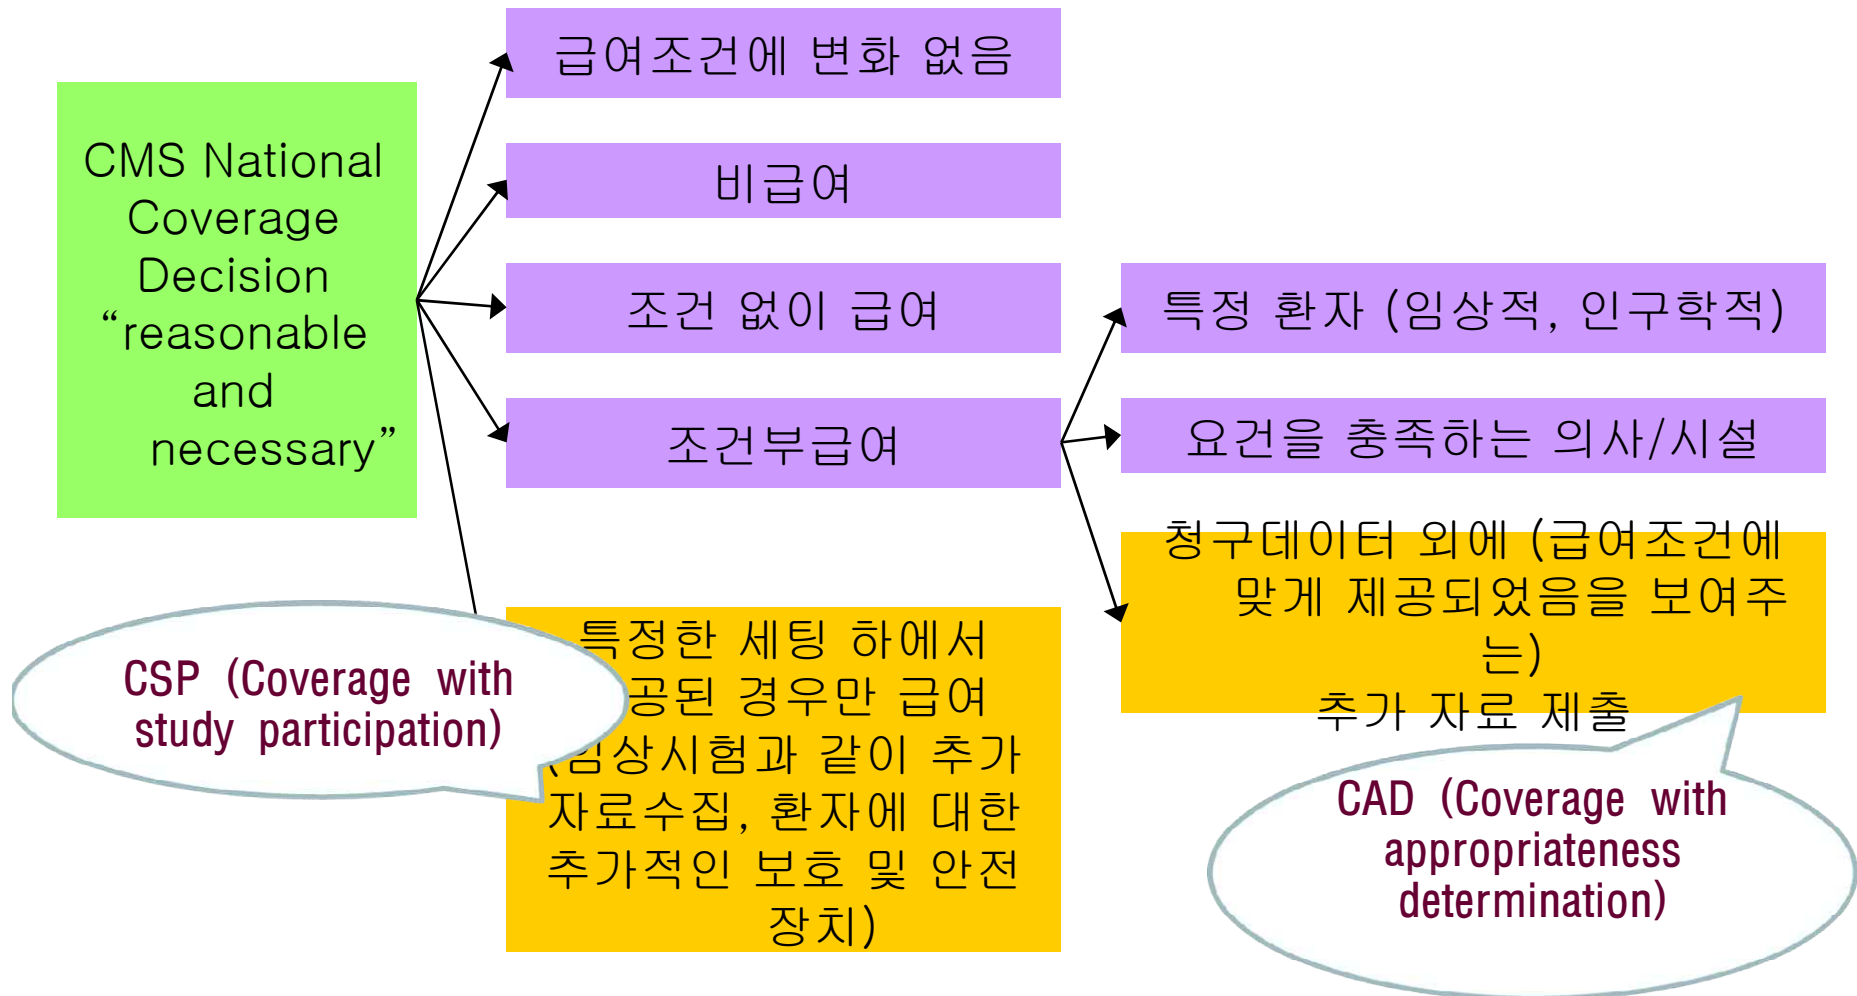 CMS National
Coverage
Decision
“reasonable
and
necessary”
급여조건에 변화 없음
비급여
조건 없이 급여
조건부급여
특정한 세팅 하에서
공된 경우만 급여
(임상시험과 같이 추가
자료수집, 환자에 대한
추가적인 보호 및 안전
장치)
특정 환자 (임상적, 인구학적)
요건을 충족하는 의사/시설
청구데이터 외에 (급여조건에
맞게 제공되었음을 보여주
는)
추가 자료 제출
CSP (Coverage with
study participation)
CAD (Coverage with
appropriateness
determination)